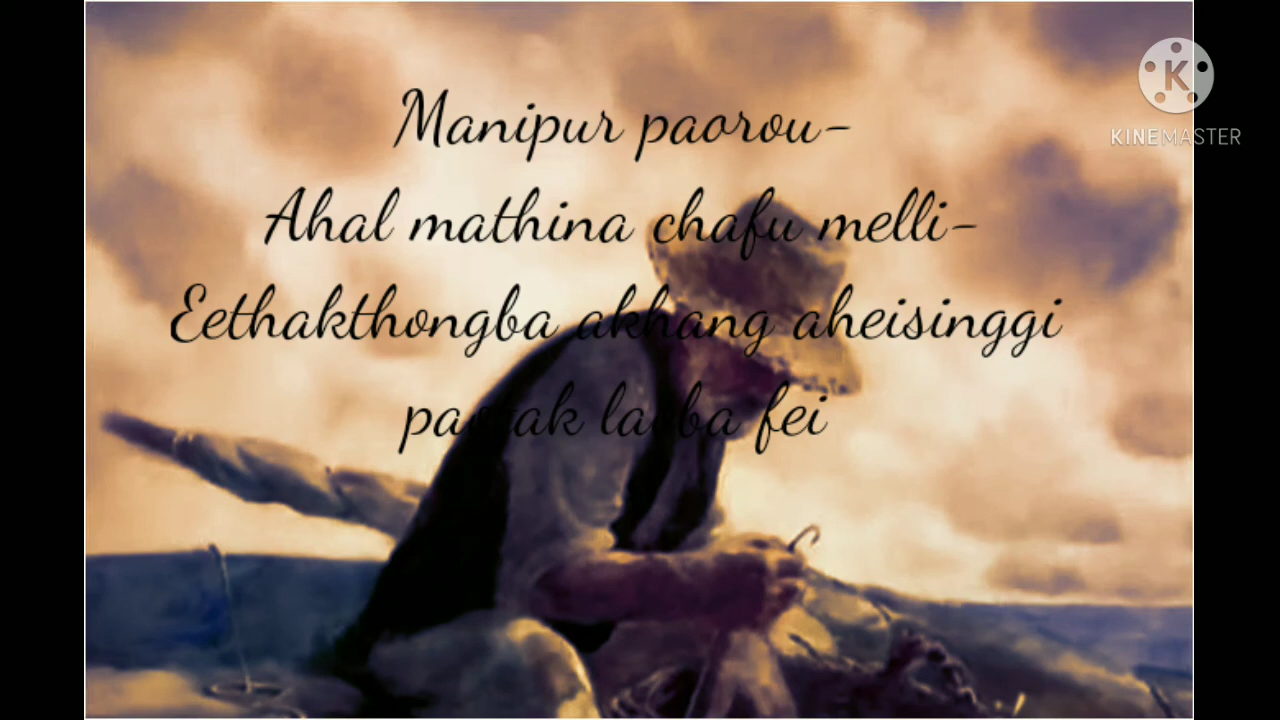 Manipur paorou-
KINEMASTER
Ahal mathina chafu melli-
Eethakthongba akhang aheisinggi
fei